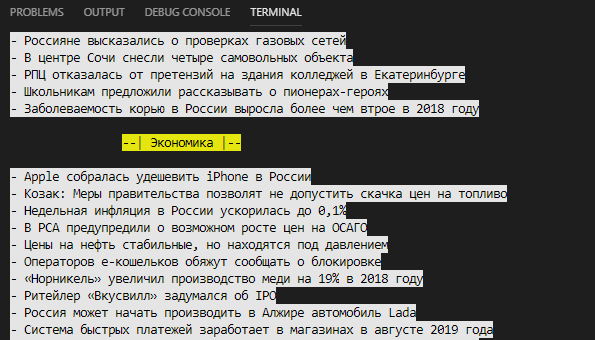 PROBLEMS OUTPUT DEBUG CONSOLE TERMINAL
- Россияне высказались о проверках газовых сетей
- В центре Сочи снесли четыре самовольных объекта
- РПЦ отказалась от претензий на здания колледжей в Екатеринбурге
- Школьникам предложили рассказывать о пионерах-героях
- Заболеваемость корью в России выросла более чем втрое в 2018 году
--| Экономика |--
- Apple собралась удешевить iPhone в России
- Козак: Меры правительства позволят не допустить скачка цен на топливо
- Недельная инфляция в России ускорилась до 0,1%
- В РСА предупредили о возможном росте цен на ОСАГО
- Цены на нефть стабильные, но находятся под давлением
- Операторов е-кошельков обяжут сообщать о блокировке
- «Норникель» увеличил производство меди на 19% в 2018 году
- Ритейлер «Вкусвилл» задумался об IPO
- Россия может начать производить в Алжире автомобиль Lada
- Система быстрых платежей заработает в магазинах в августе 2019 года